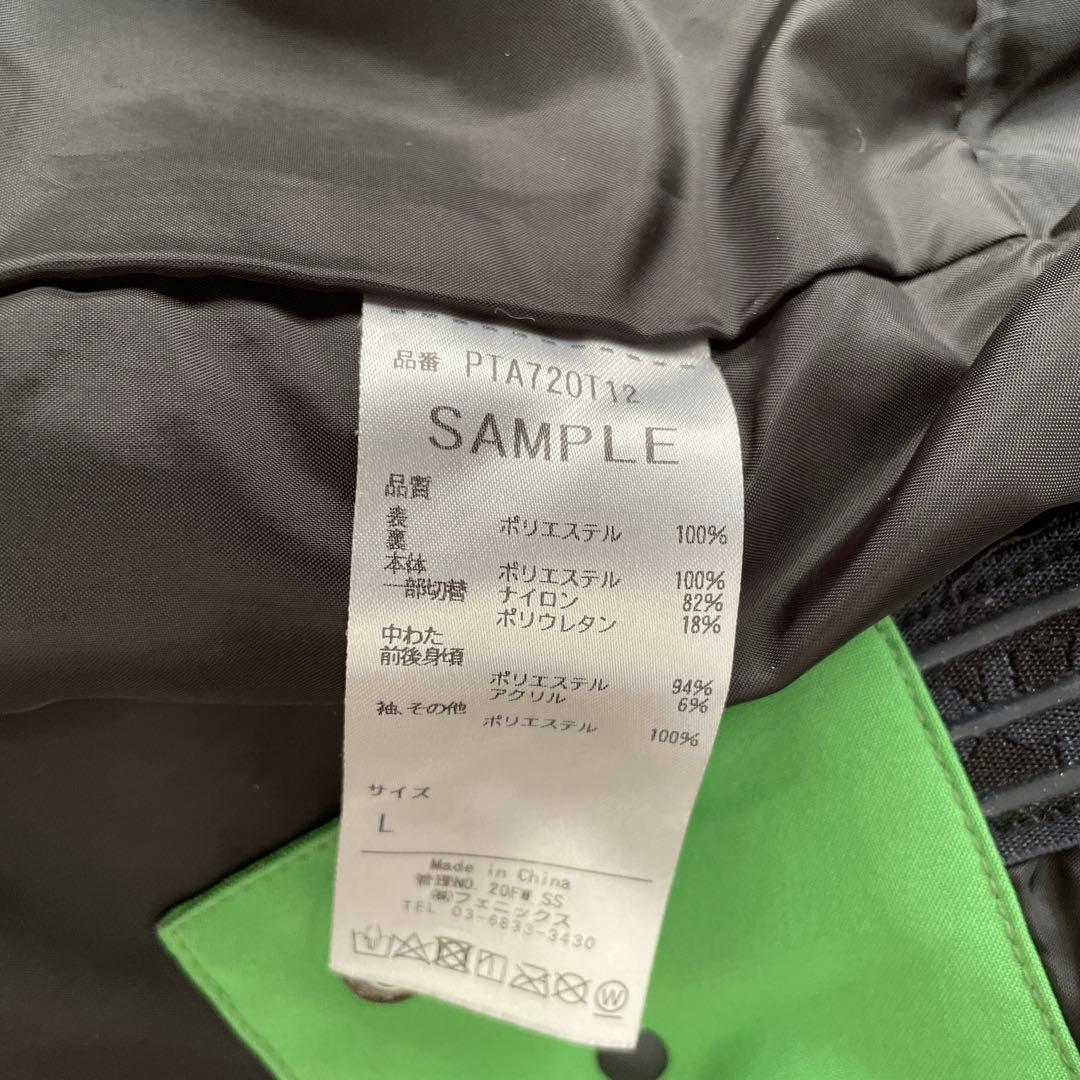 品番 PTA720T12
SAMPLE
品質
表 ポリエステル 100%
裏
本体 ポリエステル 100%
一部切替 ナイロン 82%
ポリウレタン 18%
中わた
前後身頃
ポリエステル 94%
アクリル 6%
袖、その他 ポリエステル 100%
サイズ
L
Made in China
管理NO. 20FW SS
㈱フェニックス
TEL 03-6833-3430
W